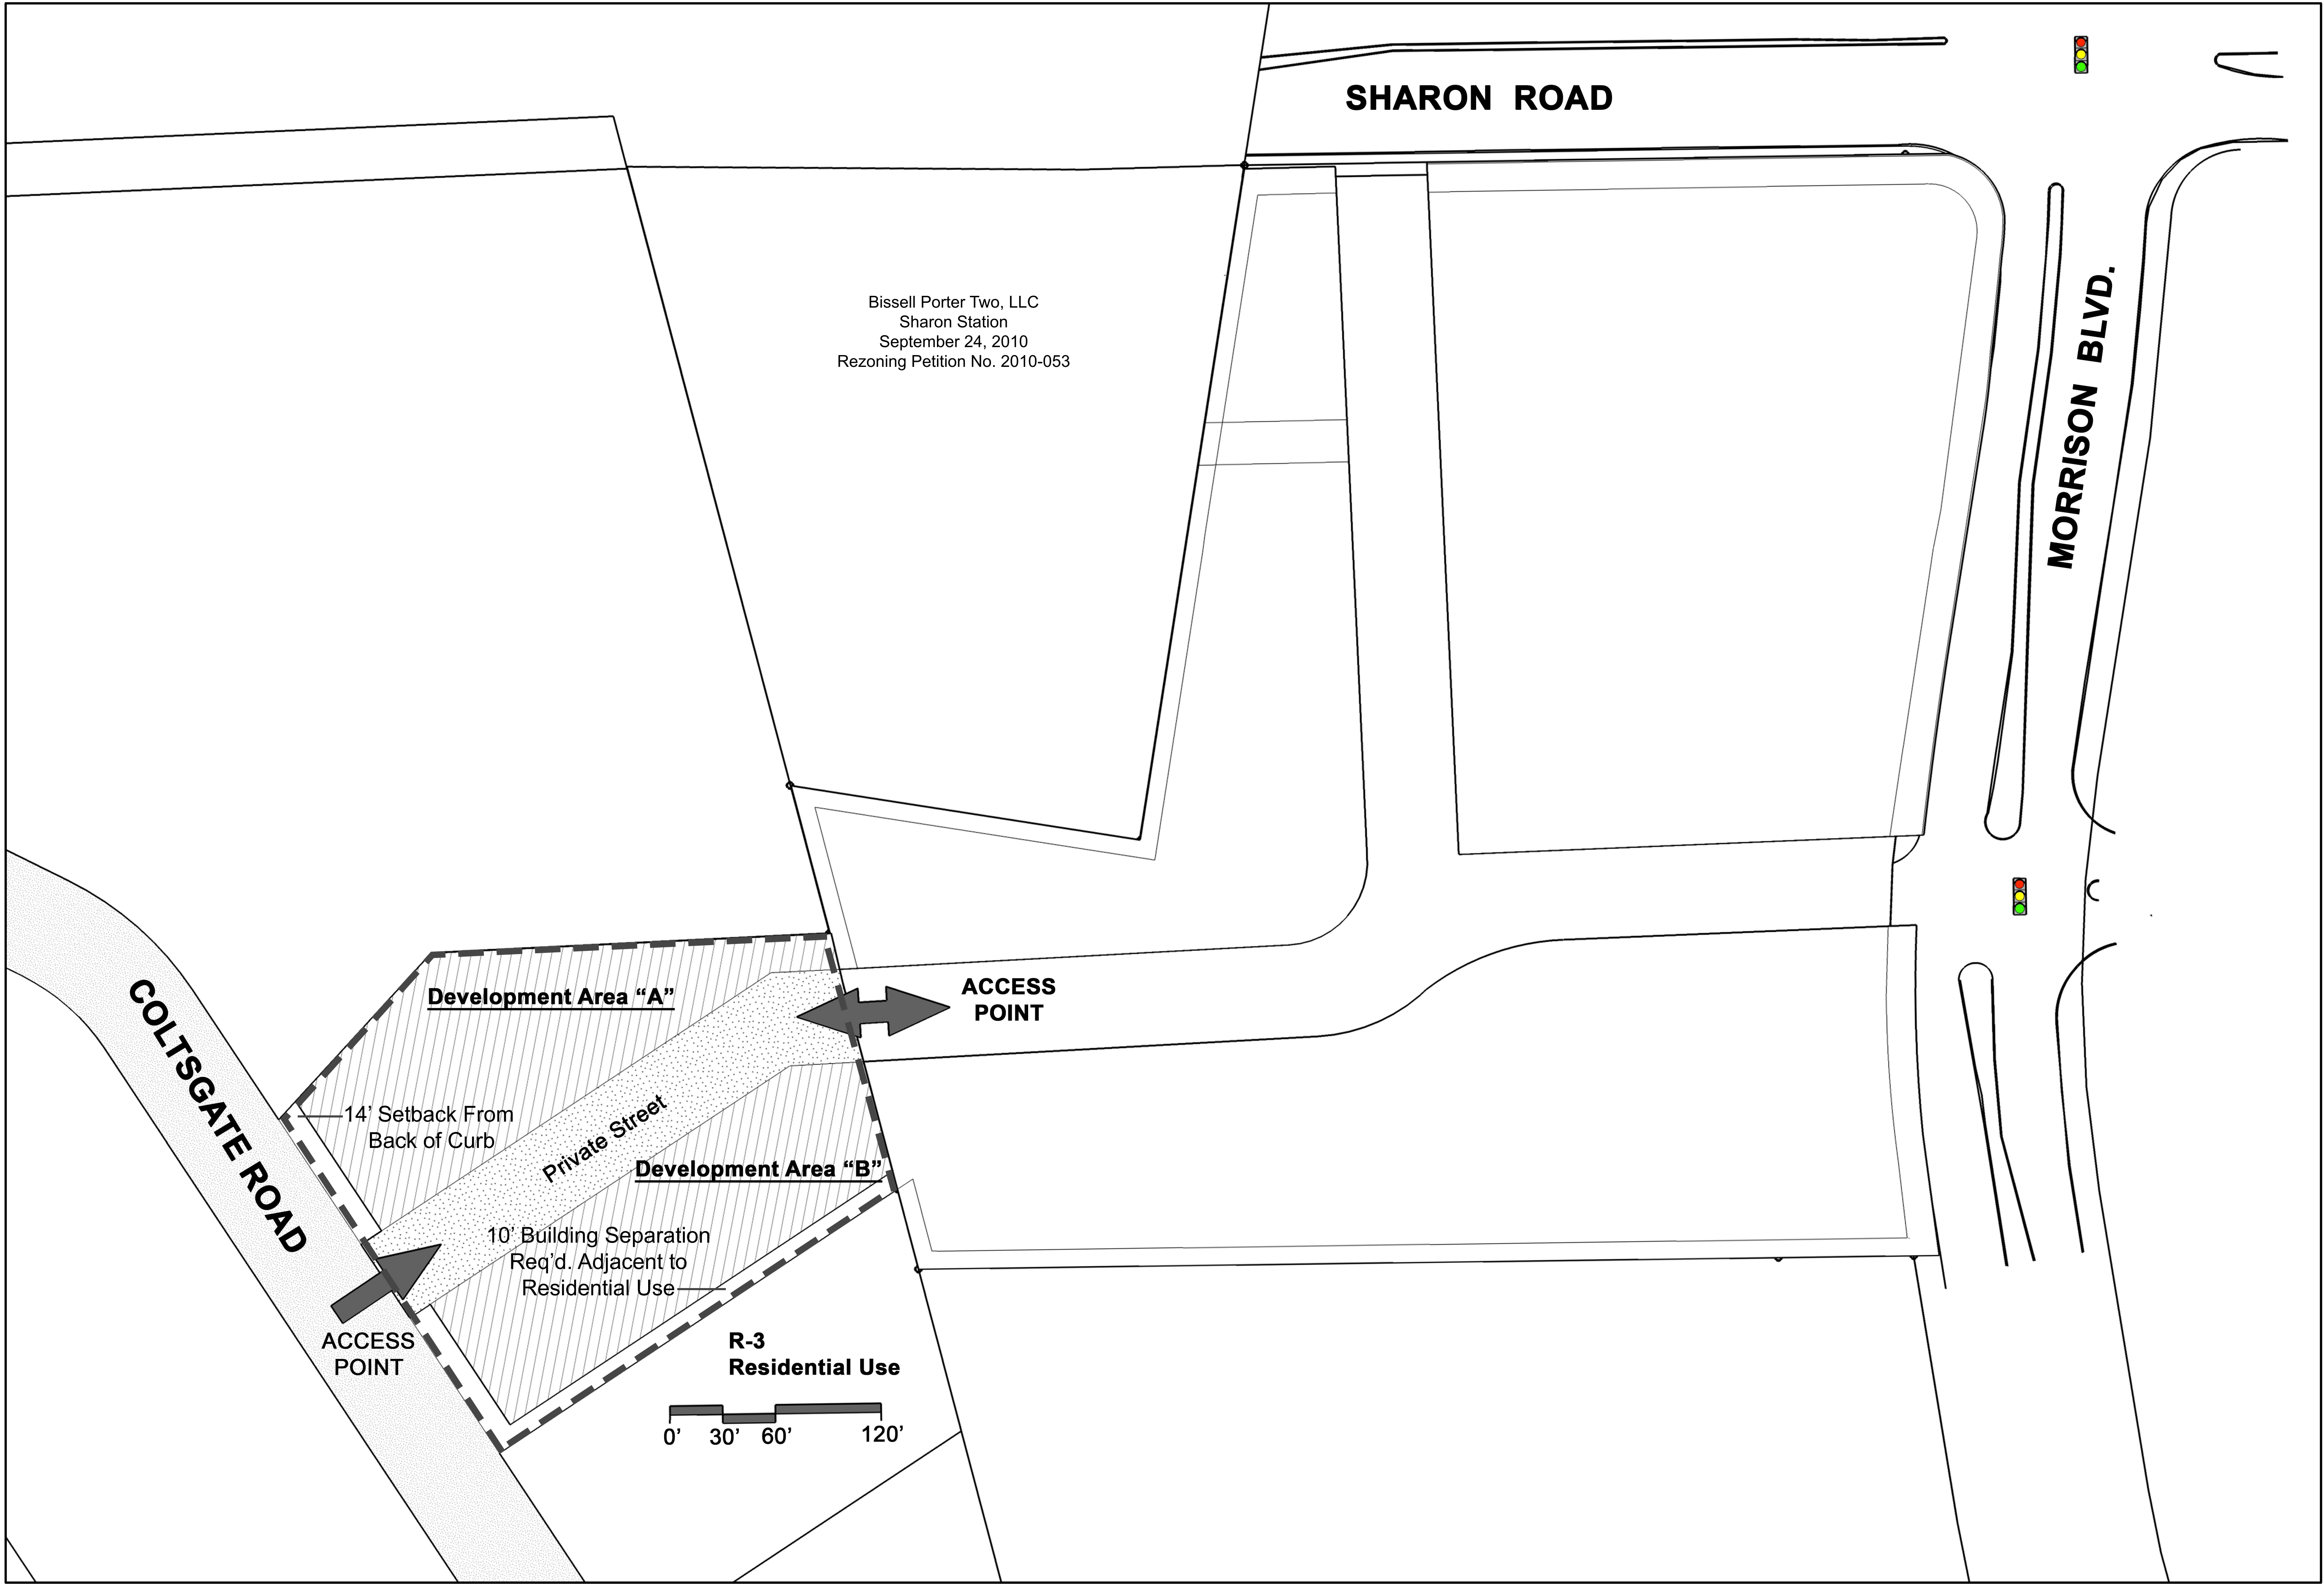 SHARON ROAD
Bissell Porter Two, LLC
Sharon Station
September 24, 2010
Rezoning Petition No. 2010-053
MORRISON BLVD.
COLTSGATE ROAD
Development Area “A”
ACCESS
POINT
14’ Setback From
Back of Curb
Private Street
Development Area “B”
10’ Building Separation
Req’d. Adjacent to
Residential Use
ACCESS
POINT
R-3
Residential Use
0’ 30’ 60’ 120’